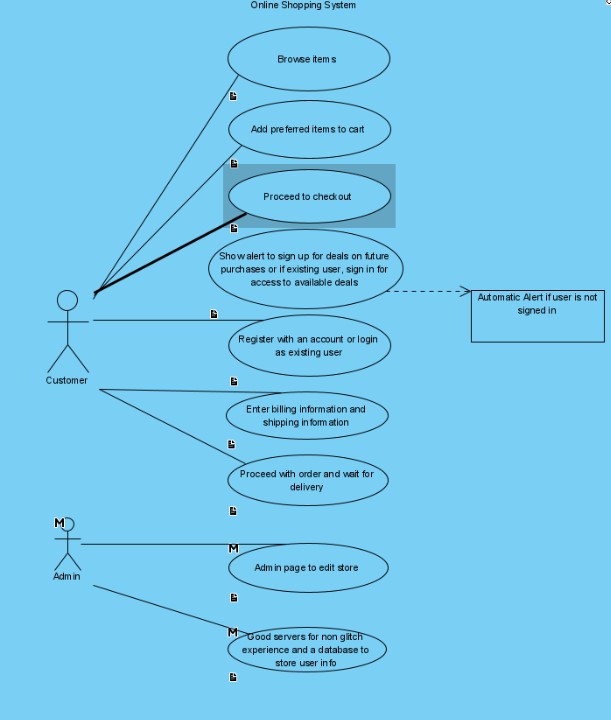 Online Shopping System
Browse items
Add preferred items to cart
Proceed to checkout
Show alert to sign up for deals on future
purchases or if existing user, sign in for
access to available deals
Automatic Alert if user is not
signed in
Register with an account or login
as existing user
Customer
Enter billing information and
shipping information
Proceed with order and wait for
delivery
M
Admin
M
Admin page to edit store
M
Good servers for non glitch
experience and a database to
store user info